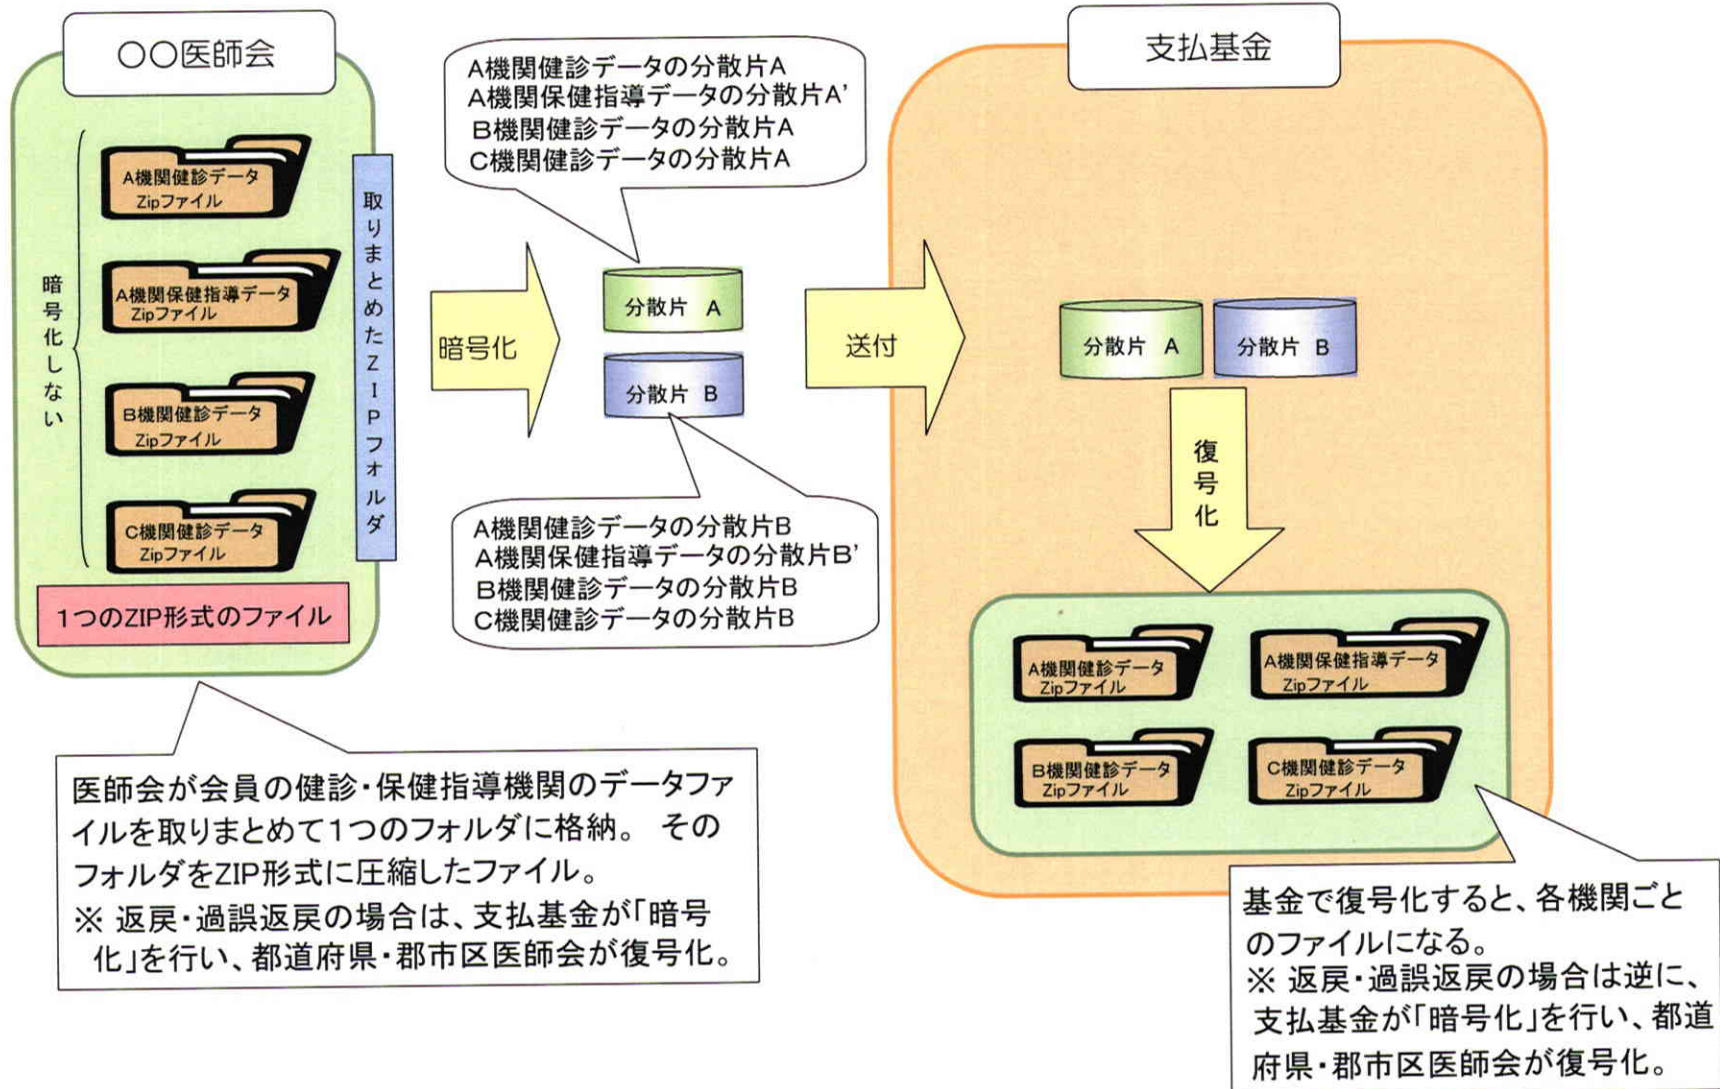 〇〇医師会
A機関健診データ
Zipファイル
A機関保健指導データ
Zipファイル
B機関健診データ
Zipファイル
C機関健診データ
Zipファイル
暗号化しない
取りまとめたZIPフォルダ
1つのZIP形式のファイル
医師会が会員の健診・保健指導機関のデータファ
イルを取りまとめて1つのフォルダに格納。 その
フォルダをZIP形式に圧縮したファイル。
※ 返戻・過誤返戻の場合は、支払基金が「暗号
化」を行い、都道府県・郡市区医師会が復号化。
暗号化
A機関健診データの分散片A
A機関保健指導データの分散片A'
B機関健診データの分散片A
C機関健診データの分散片A
分散片 A
分散片 B
A機関健診データの分散片B
A機関保健指導データの分散片B'
B機関健診データの分散片B
C機関健診データの分散片B
送付
支払基金
分散片 A
分散片 B
復号化
A機関健診データ
Zipファイル
A機関保健指導データ
Zipファイル
B機関健診データ
Zipファイル
C機関健診データ
Zipファイル
基金で復号化すると、各機関ごと
のファイルになる。
※ 返戻・過誤返戻の場合は逆に、
支払基金が「暗号化」を行い、都道
府県・郡市区医師会が復号化。